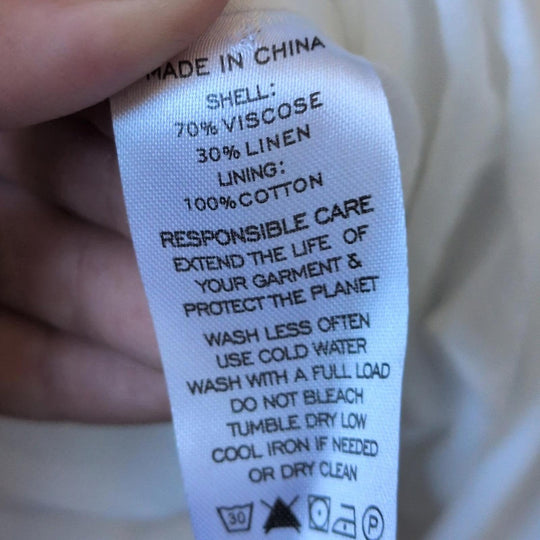 MADE IN CHINA
SHELL:
70% VISCOSE
30% LINEN
LINING:
100% COTTON
RESPONSIBLE CARE
EXTEND THE LIFE OF
YOUR GARMENT &
PROTECT THE PLANET
WASH LESS OFTEN
USE COLD WATER
WASH WITH A FULL LOAD
DO NOT BLEACH
TUMBLE DRY LOW
COOL IRON IF NEEDED
OR DRY CLEAN
30 P